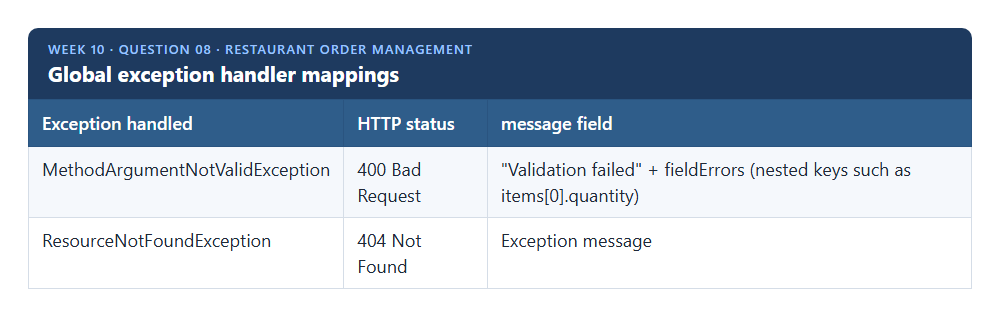 WEEK 10 · QUESTION 08 · RESTAURANT ORDER MANAGEMENT
Global exception handler mappings
Exception handled HTTP status message field
MethodArgumentNotValidException 400 Bad Request "Validation failed" + fieldErrors (nested keys such as items[0].quantity)
ResourceNotFoundException 404 Not Found Exception message